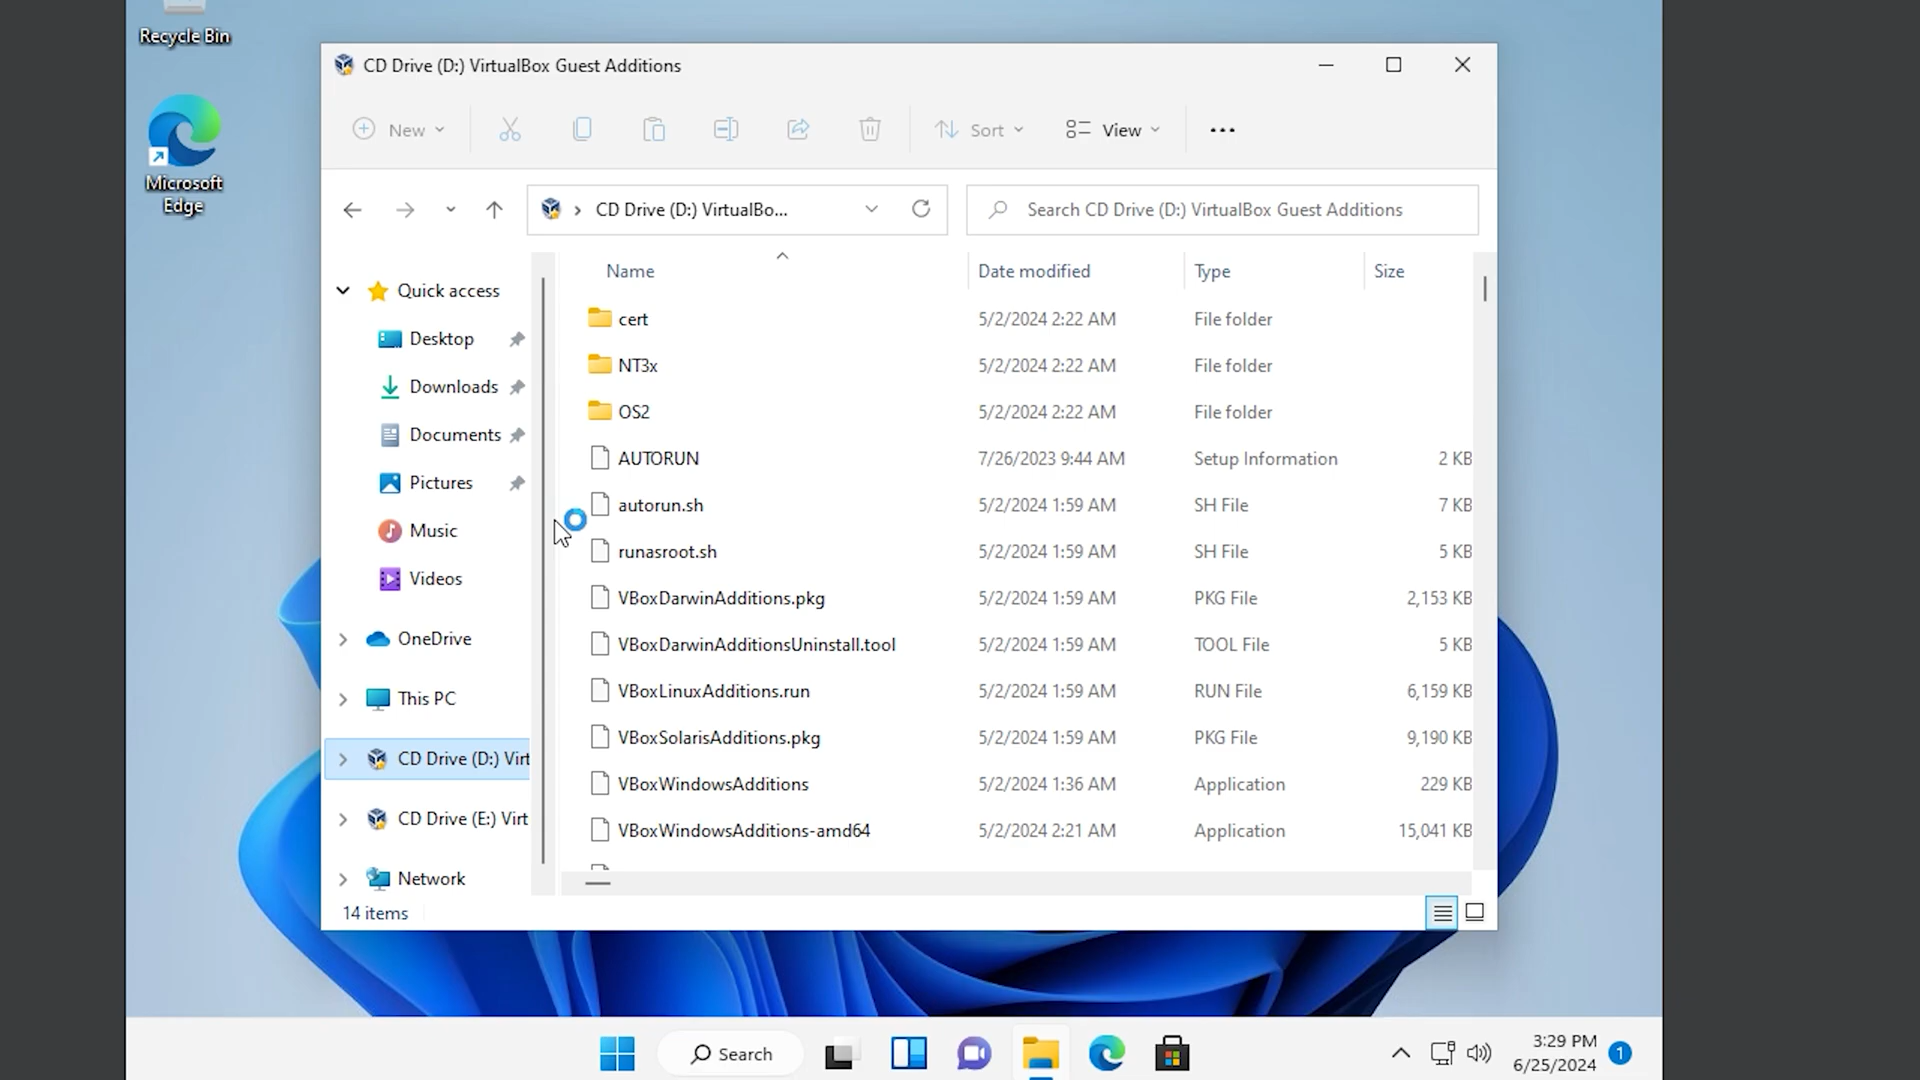 Recycle Bin
Microsoft
Edge
CD Drive (D:) VirtualBox Guest Additions
New
Sort
View
CD Drive (D:) VirtualBo...
Search CD Drive (D:) VirtualBox Guest Additions
Name Date modified Type Size
Quick access
Desktop
Downloads
Documents
Pictures
Music
Videos
OneDrive
This PC
CD Drive (D:) Virt
CD Drive (E:) Virt
Network
cert 5/2/2024 2:22 AM File folder
NT3x 5/2/2024 2:22 AM File folder
OS2 5/2/2024 2:22 AM File folder
AUTORUN 7/26/2023 9:44 AM Setup Information 2 KB
autorun.sh 5/2/2024 1:59 AM SH File 7 KB
runasroot.sh 5/2/2024 1:59 AM SH File 5 KB
VBoxDarwinAdditions.pkg 5/2/2024 1:59 AM PKG File 2,153 KB
VBoxDarwinAdditionsUninstall.tool 5/2/2024 1:59 AM TOOL File 5 KB
VBoxLinuxAdditions.run 5/2/2024 1:59 AM RUN File 6,159 KB
VBoxSolarisAdditions.pkg 5/2/2024 1:59 AM PKG File 9,190 KB
VBoxWindowsAdditions 5/2/2024 1:36 AM Application 229 KB
VBoxWindowsAdditions-amd64 5/2/2024 2:21 AM Application 15,041 KB
14 items
Search
3:29 PM
6/25/2024
1